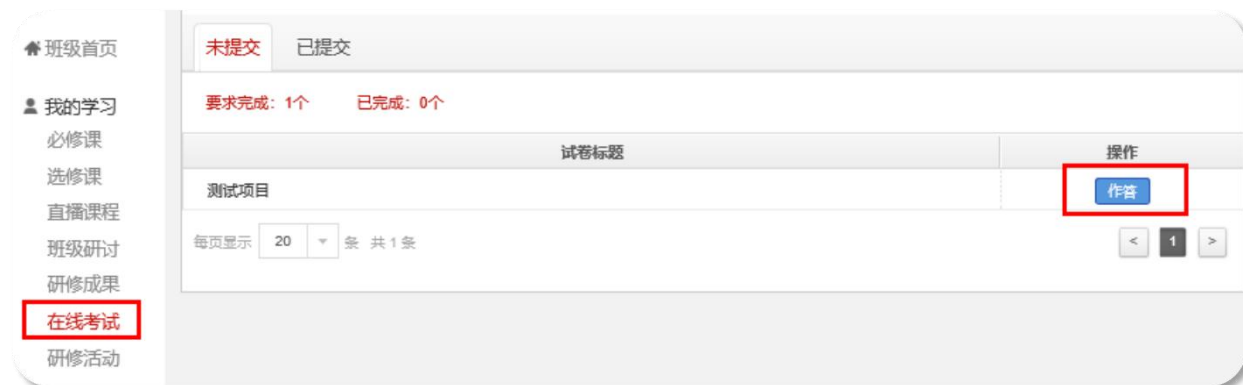 班级首页
我的学习
必修课
选修课
直播课程
班级研讨
研修成果
在线考试
研修活动
未提交 已提交
要求完成：1个 已完成：0个
试卷标题 操作
测试项目 作答
每页显示 20 条 共1条 < 1 >